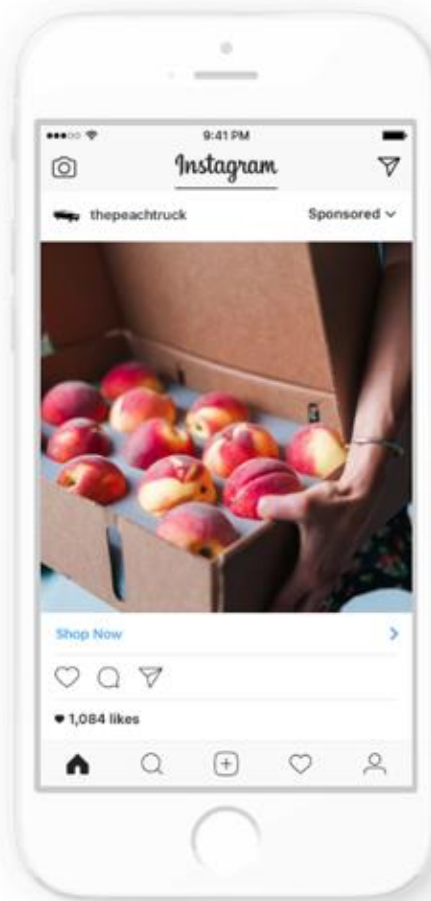 9:41 PM
Instagram
thepeachtruck Sponsored
Shop Now
1,084 likes